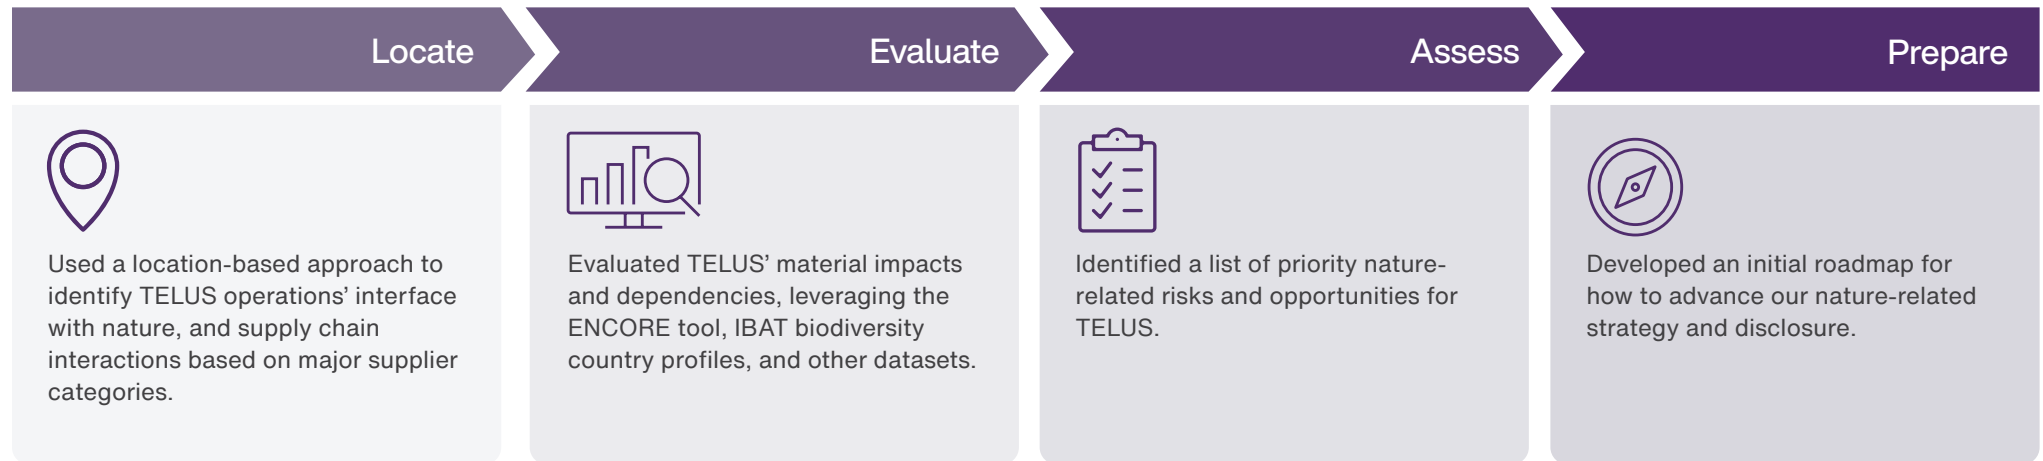 Locate
Evaluate
Assess
Prepare
Used a location-based approach to
identify TELUS operations’ interface
with nature, and supply chain
interactions based on major supplier
categories.
Evaluated TELUS’ material impacts
and dependencies, leveraging the
ENCORE tool, IBAT biodiversity
country profiles, and other datasets.
Identified a list of priority nature-
related risks and opportunities for
TELUS.
Developed an initial roadmap for
how to advance our nature-related
strategy and disclosure.